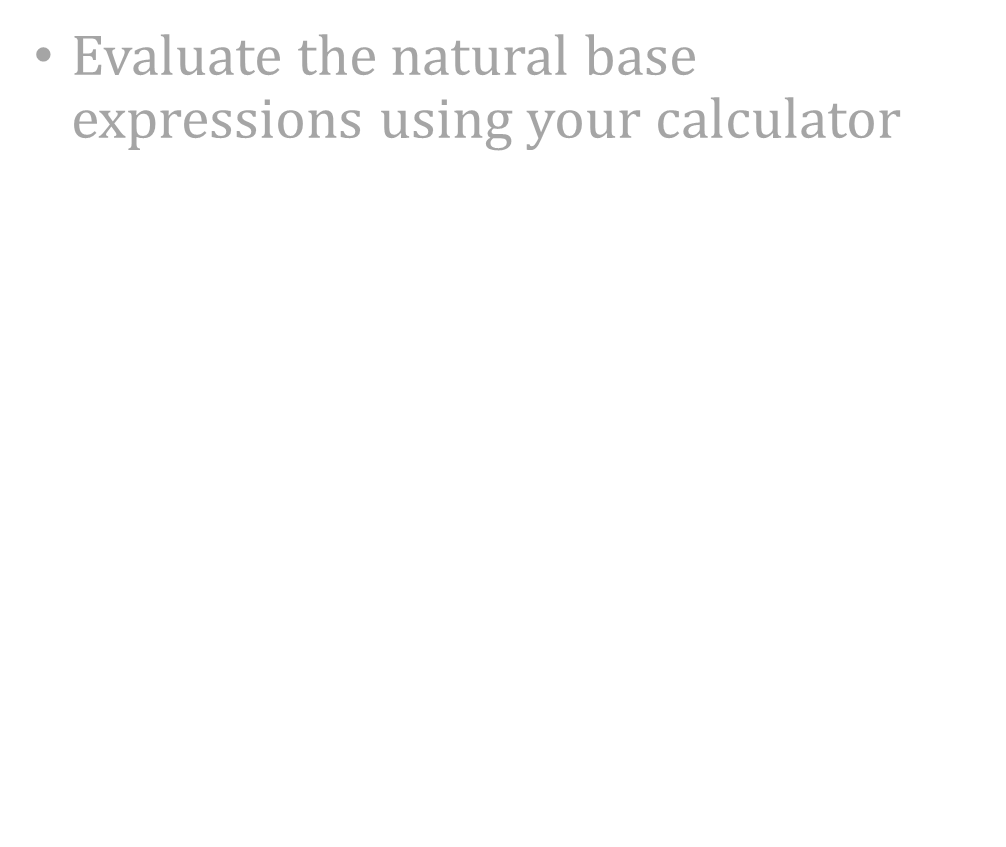 • Evaluate the natural base
expressions using your calculator